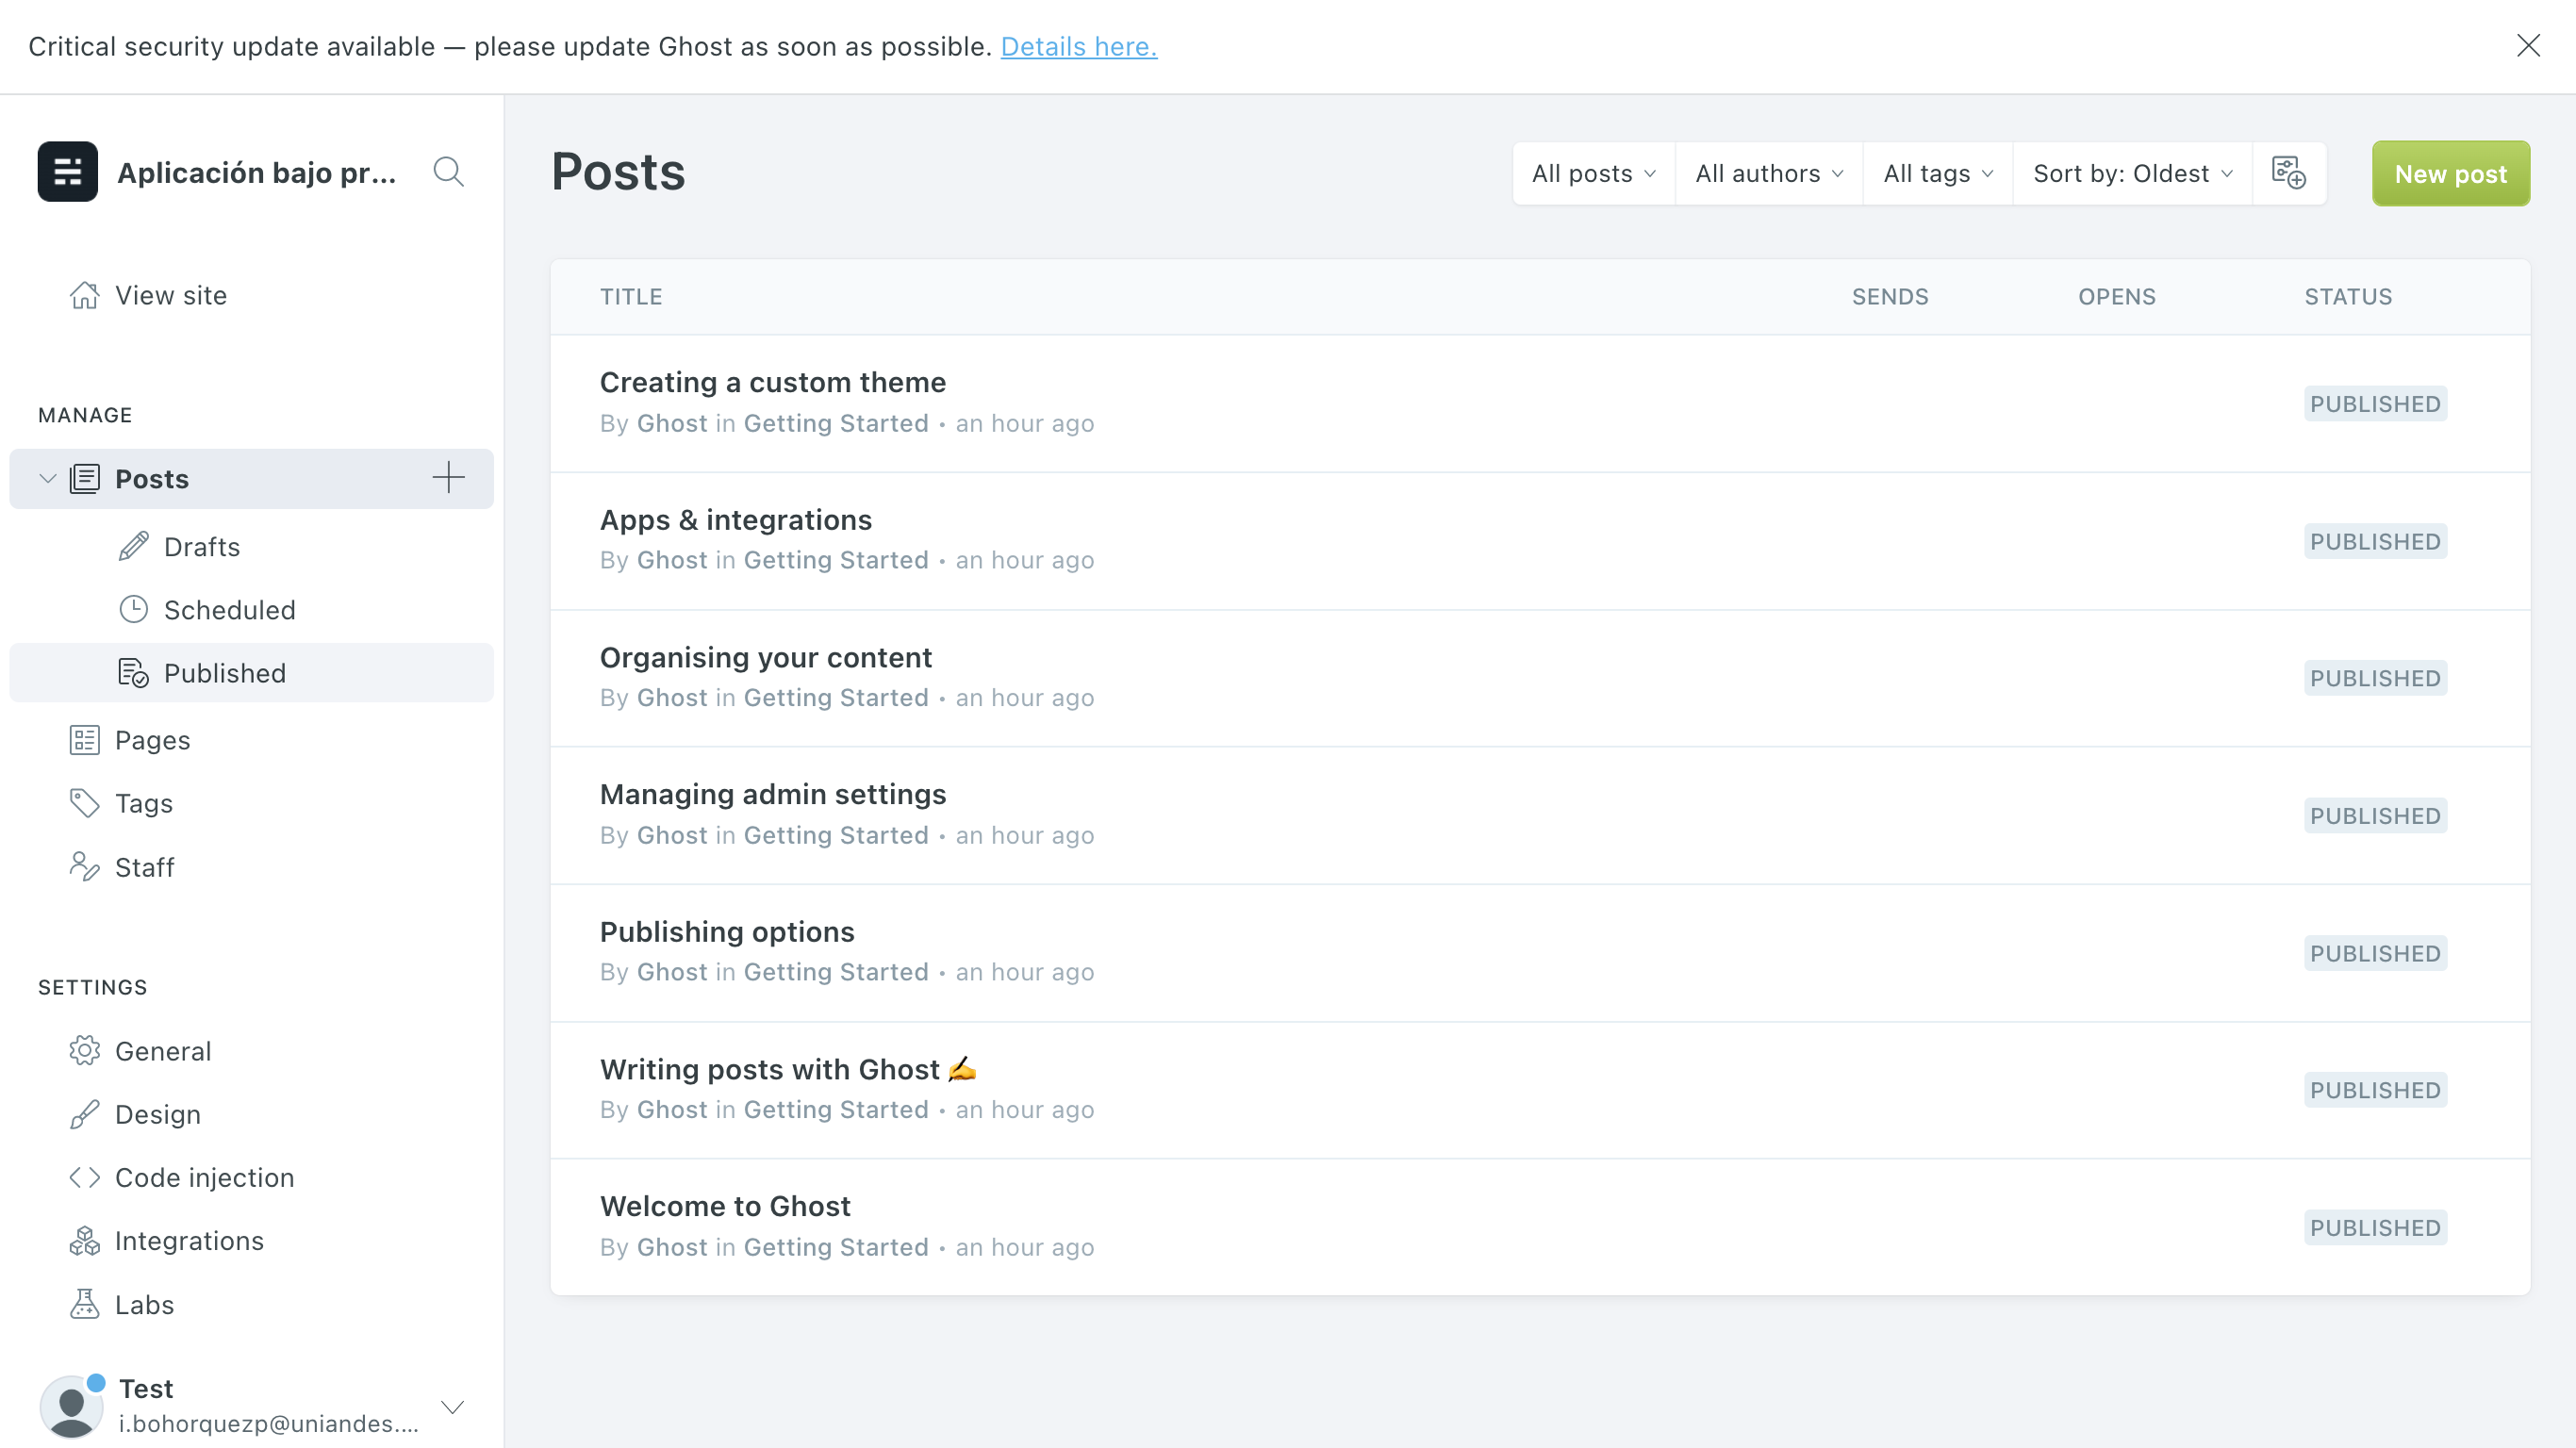 Critical security update available — please update Ghost as soon as possible. Details here.
Aplicación bajo pr...
View site
MANAGE
Posts
Drafts
Scheduled
Published
Pages
Tags
Staff
SETTINGS
General
Design
Code injection
Integrations
Labs
Test
i.bohorquezp@uniandes....
Posts
All posts
All authors
All tags
Sort by: Oldest
New post
TITLE SENDS OPENS STATUS
Creating a custom theme
By Ghost in Getting Started • an hour ago
PUBLISHED
Apps & integrations
By Ghost in Getting Started • an hour ago
PUBLISHED
Organising your content
By Ghost in Getting Started • an hour ago
PUBLISHED
Managing admin settings
By Ghost in Getting Started • an hour ago
PUBLISHED
Publishing options
By Ghost in Getting Started • an hour ago
PUBLISHED
Writing posts with Ghost ✍️
By Ghost in Getting Started • an hour ago
PUBLISHED
Welcome to Ghost
By Ghost in Getting Started • an hour ago
PUBLISHED